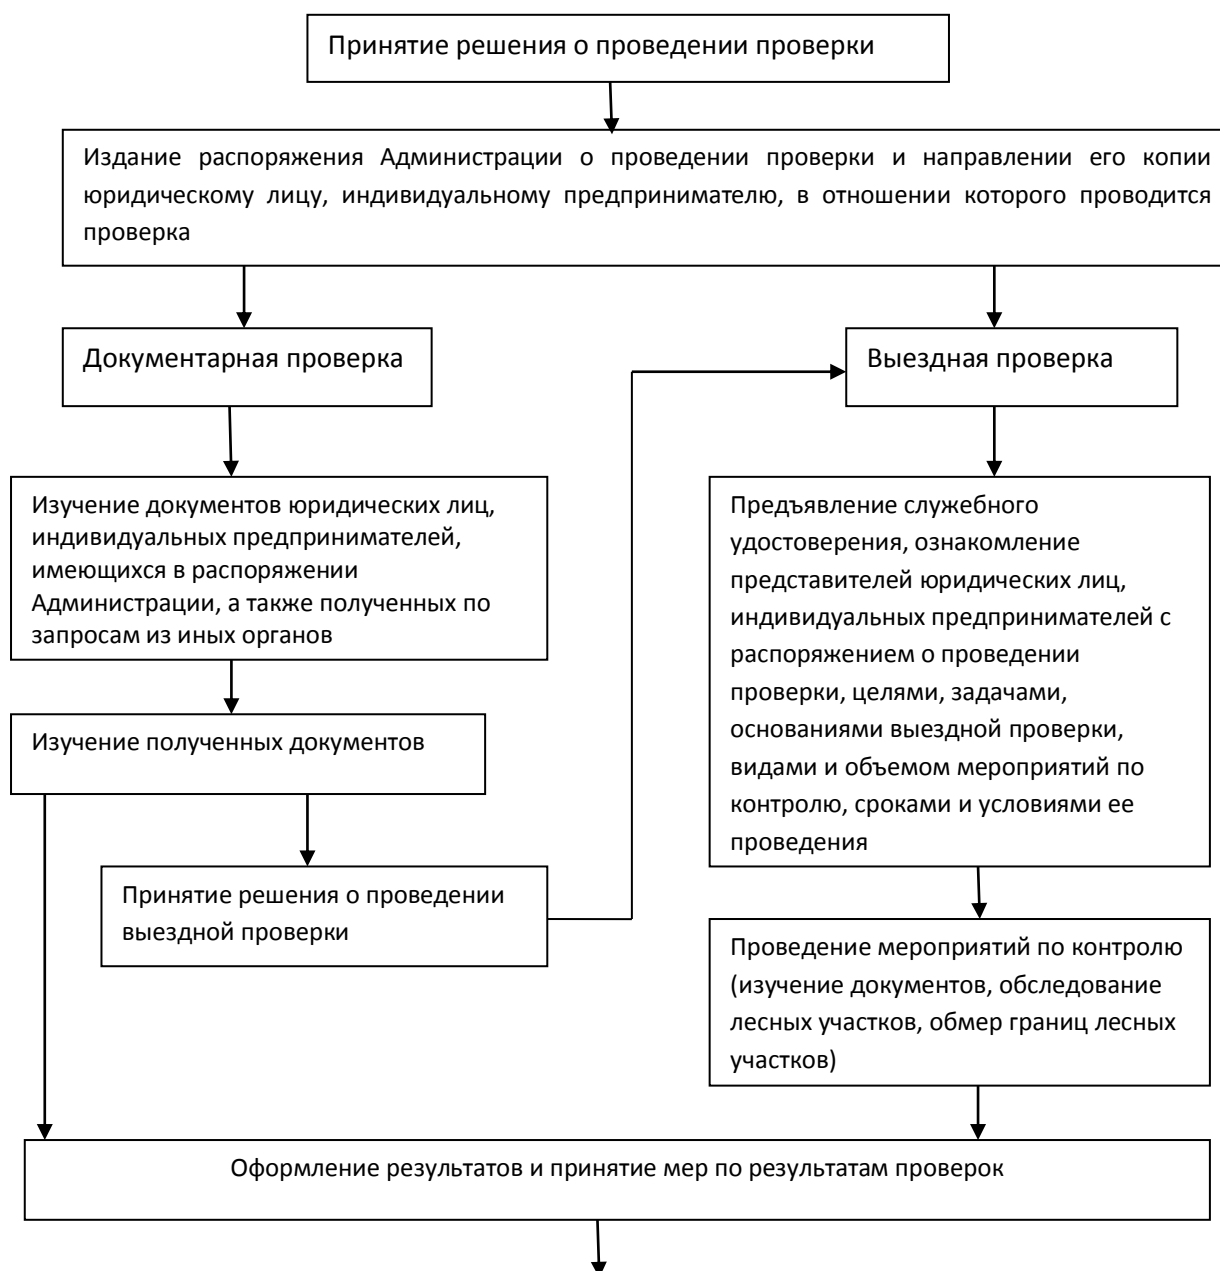 Принятие решения о проведении проверки
Издание распоряжения Администрации о проведении проверки и направлении его копии
юридическому лицу, индивидуальному предпринимателю, в отношении которого проводится
проверка
Документарная проверка
Выездная проверка
Изучение документов юридических лиц,
индивидуальных предпринимателей,
имеющихся в распоряжении
Администрации, а также полученных по
запросам из иных органов
Изучение полученных документов
Принятие решения о проведении
выездной проверки
Предъявление служебного
удостоверения, ознакомление
представителей юридических лиц,
индивидуальных предпринимателей с
распоряжением о проведении
проверки, целями, задачами,
основаниями выездной проверки,
видами и объемом мероприятий по
контролю, сроками и условиями ее
проведения
Проведение мероприятий по контролю
(изучение документов, обследование
лесных участков, обмер границ лесных
участков)
Оформление результатов и принятие мер по результатам проверок